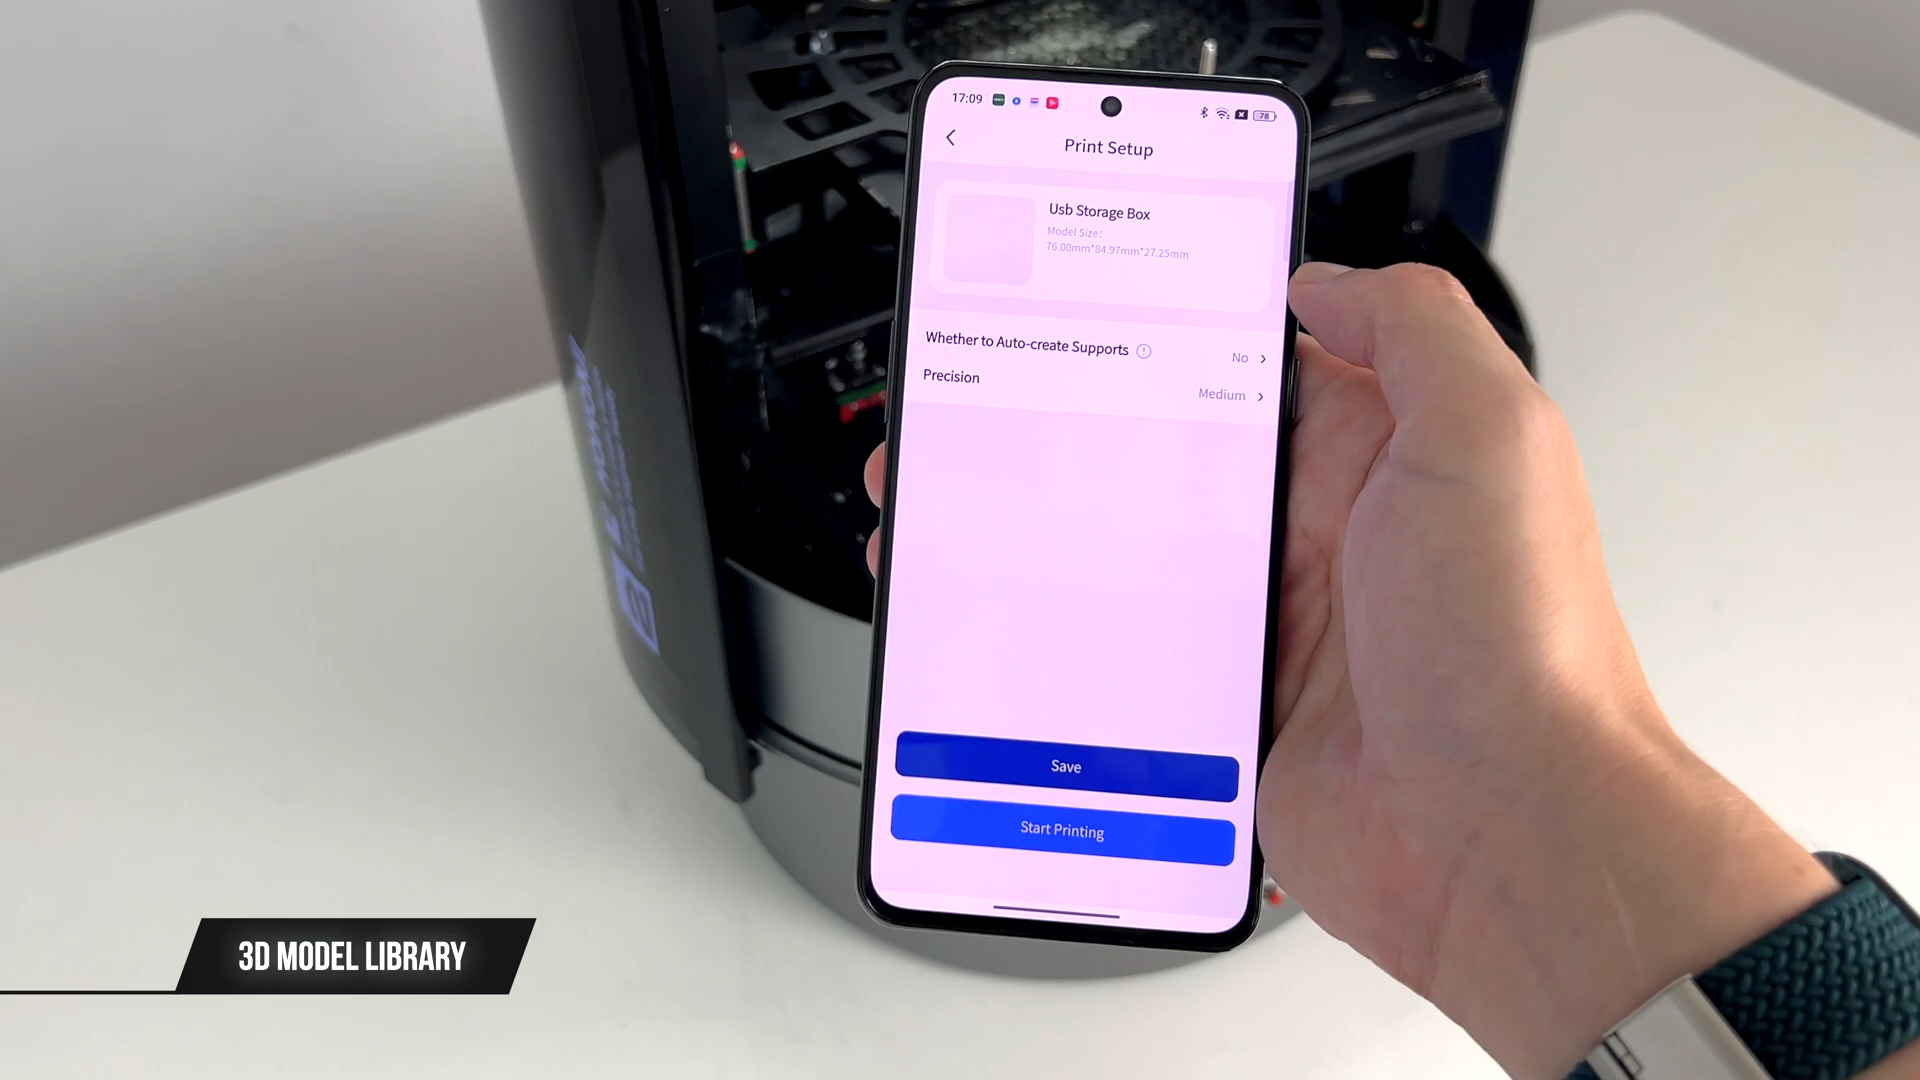 17:09
78
Print Setup
Usb Storage Box
Model Size:
76.00mm*84.97mm*27.25mm
Whether to Auto-create Supports
No
Precision
Medium
Save
Start Printing
3D MODEL LIBRARY